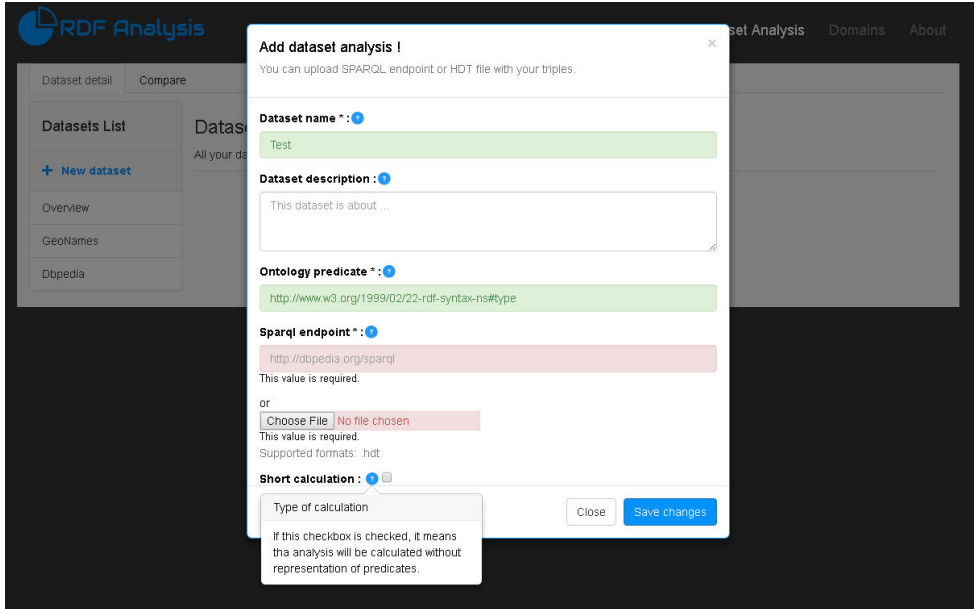 RDF Analysis
set Analysis Domains About
Dataset detail Compare
Datasets List
+ New dataset
Overview
GeoNames
Dbpedia
Datas
All your da
Add dataset analysis !
×
You can upload SPARQL endpoint or HDT file with your triples.
Dataset name * : ?
Test
Dataset description : ?
This dataset is about ...
Ontology predicate * : ?
http://www.w3.org/1999/02/22-rdf-syntax-ns#type
Sparql endpoint * : ?
http://dbpedia.org/sparql
This value is required.
or
Choose File No file chosen
This value is required.
Supported formats: .hdt
Short calculation : ?
Type of calculation
If this checkbox is checked, it means
tha analysis will be calculated without
representation of predicates.
Close Save changes